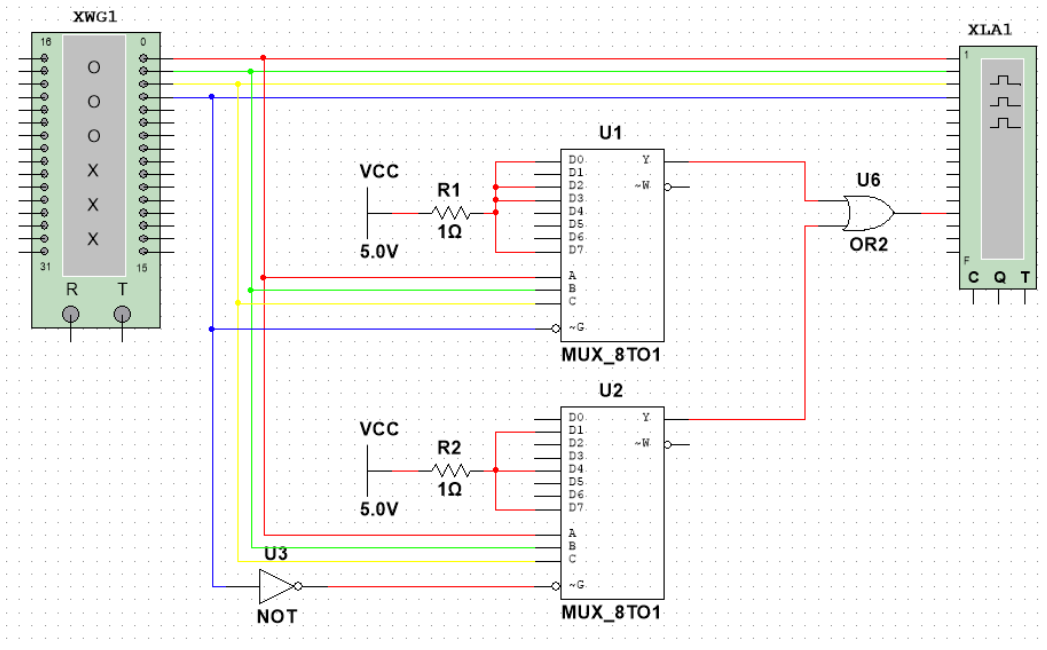 XWG1
16 0
O
O
O
X
X
X
31 15
R T
XLA1
1
F
C Q T
U1
D0 Y
D1
D2 ~W
D3
D4
D5
D6
D7
A
B
C
~G
MUX_8TO1
VCC
R1
1Ω
5.0V
U6
OR2
U2
D0 Y
D1
D2 ~W
D3
D4
D5
D6
D7
A
B
C
~G
MUX_8TO1
VCC
R2
1Ω
5.0V
U3
NOT